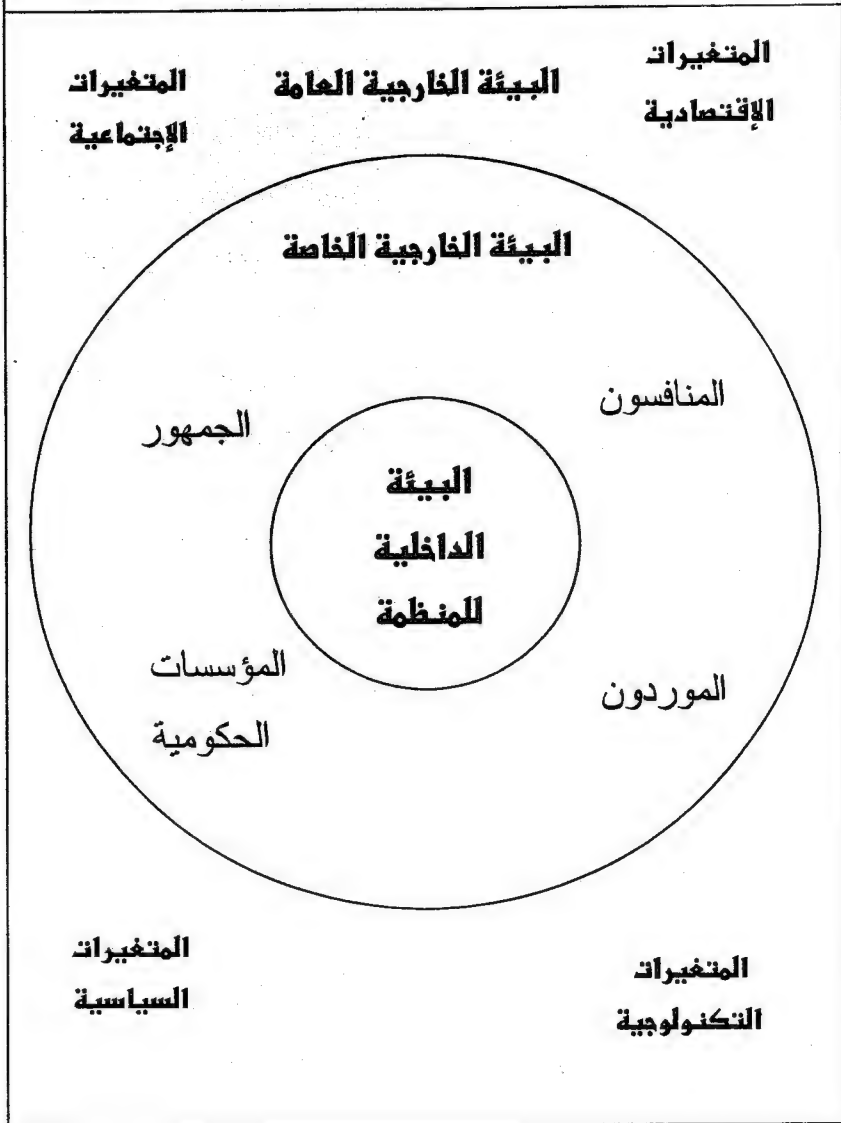 المتغيرات
الإقتصادية
البيئة الخارجية العامة
المتغيرات
الإجتماعية
البيئة الخارجية الخاصة
المنافسون
الجمهور
البيئة
الداخلية
للمنظمة
الموردون
المؤسسات
الحكومية
المتغيرات
التكنولوجية
المتغيرات
السياسية